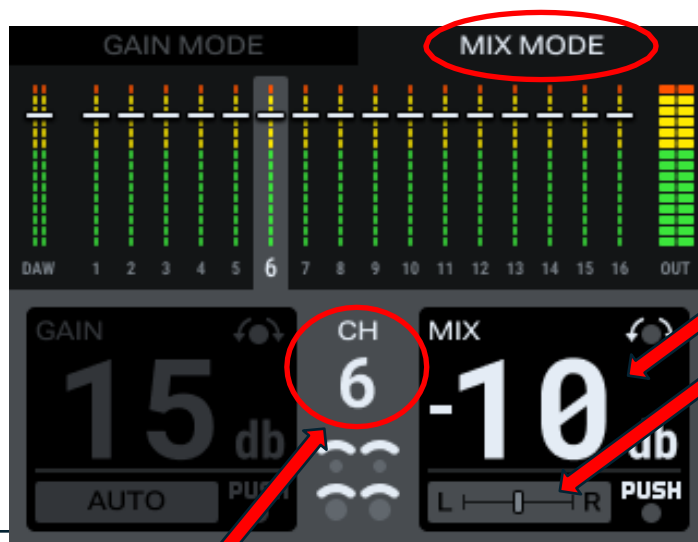 GAIN MODE MIX MODE
DAW 1 2 3 4 5 6 7 8 9 10 11 12 13 14 15 16 OUT
GAIN CH MIX
15 db 6 -10 db
AUTO PUSH L R PUSH